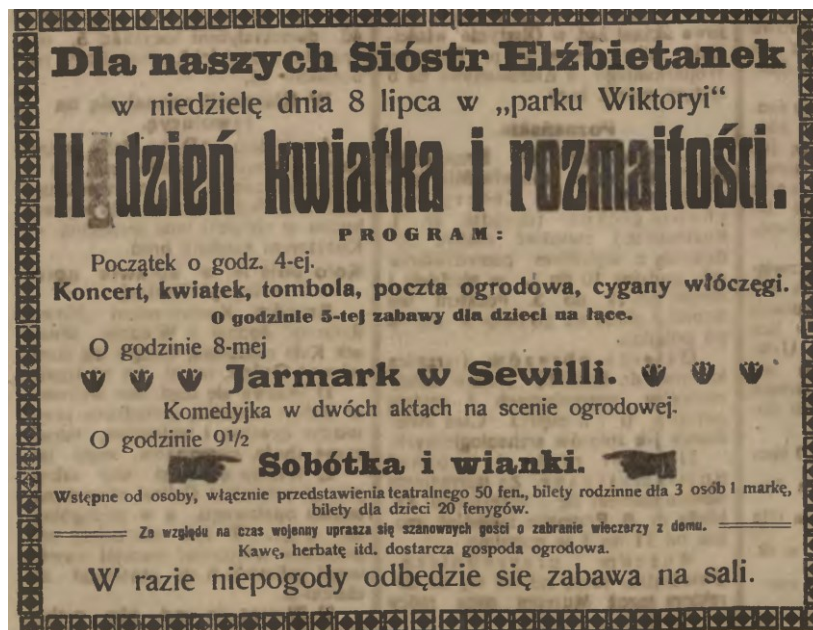 Dla naszych Sióstr Elżbietanek
w niedzielę dnia 8 lipca w „parku Wiktoryi“
II dzień kwiatka i rozmaitości.
PROGRAM:
Początek o godz. 4-ej.
Koncert, kwiatek, tombola, poczta ogrodowa, cygany włóczęgi.
O godzinie 5-tej zabawy dla dzieci na łące.
O godzinie 8-mej
Jarmark w Sewilli.
Komedyjka w dwóch aktach na scenie ogrodowej.
O godzinie 9½
Sobótka i wianki.
Wstępne od osoby, włącznie przedstawienia teatralnego 50 fen., bilety rodzinne dla 3 osób 1 markę,
bilety dla dzieci 20 fenygów.
Ze względu na czas wojenny uprasza się szanownych gości o zabranie wieczerzy z domu.
Kawę, herbatę itd. dostarcza gospoda ogrodowa.
W razie niepogody odbędzie się zabawa na sali.